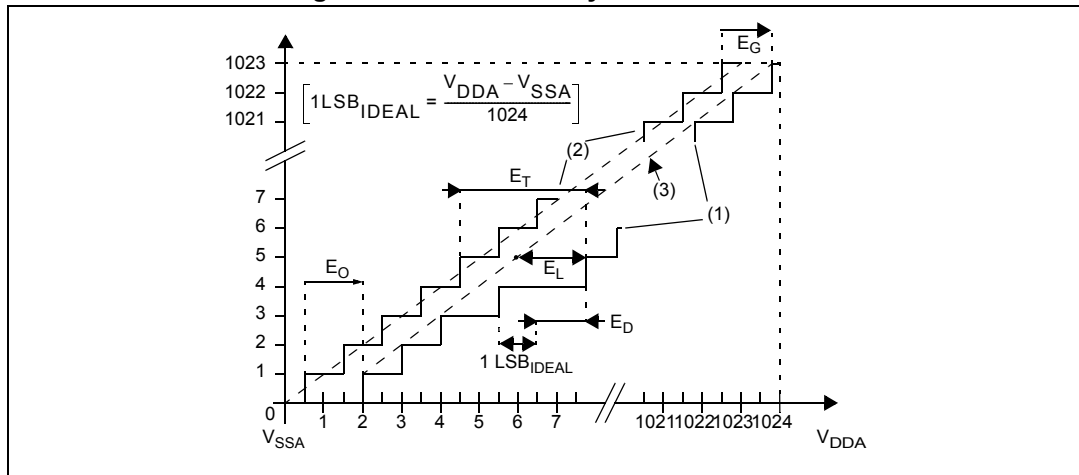 E_G
1023
1022
1021
[1LSB_IDEAL = (V_DDA – V_SSA) / 1024]
(2)
(3)
(1)
E_T
7
6
5
4
3
2
1
0
E_O
E_L
E_D
1 LSB_IDEAL
1 2 3 4 5 6 7 1021 1022 1023 1024
V_SSA
V_DDA